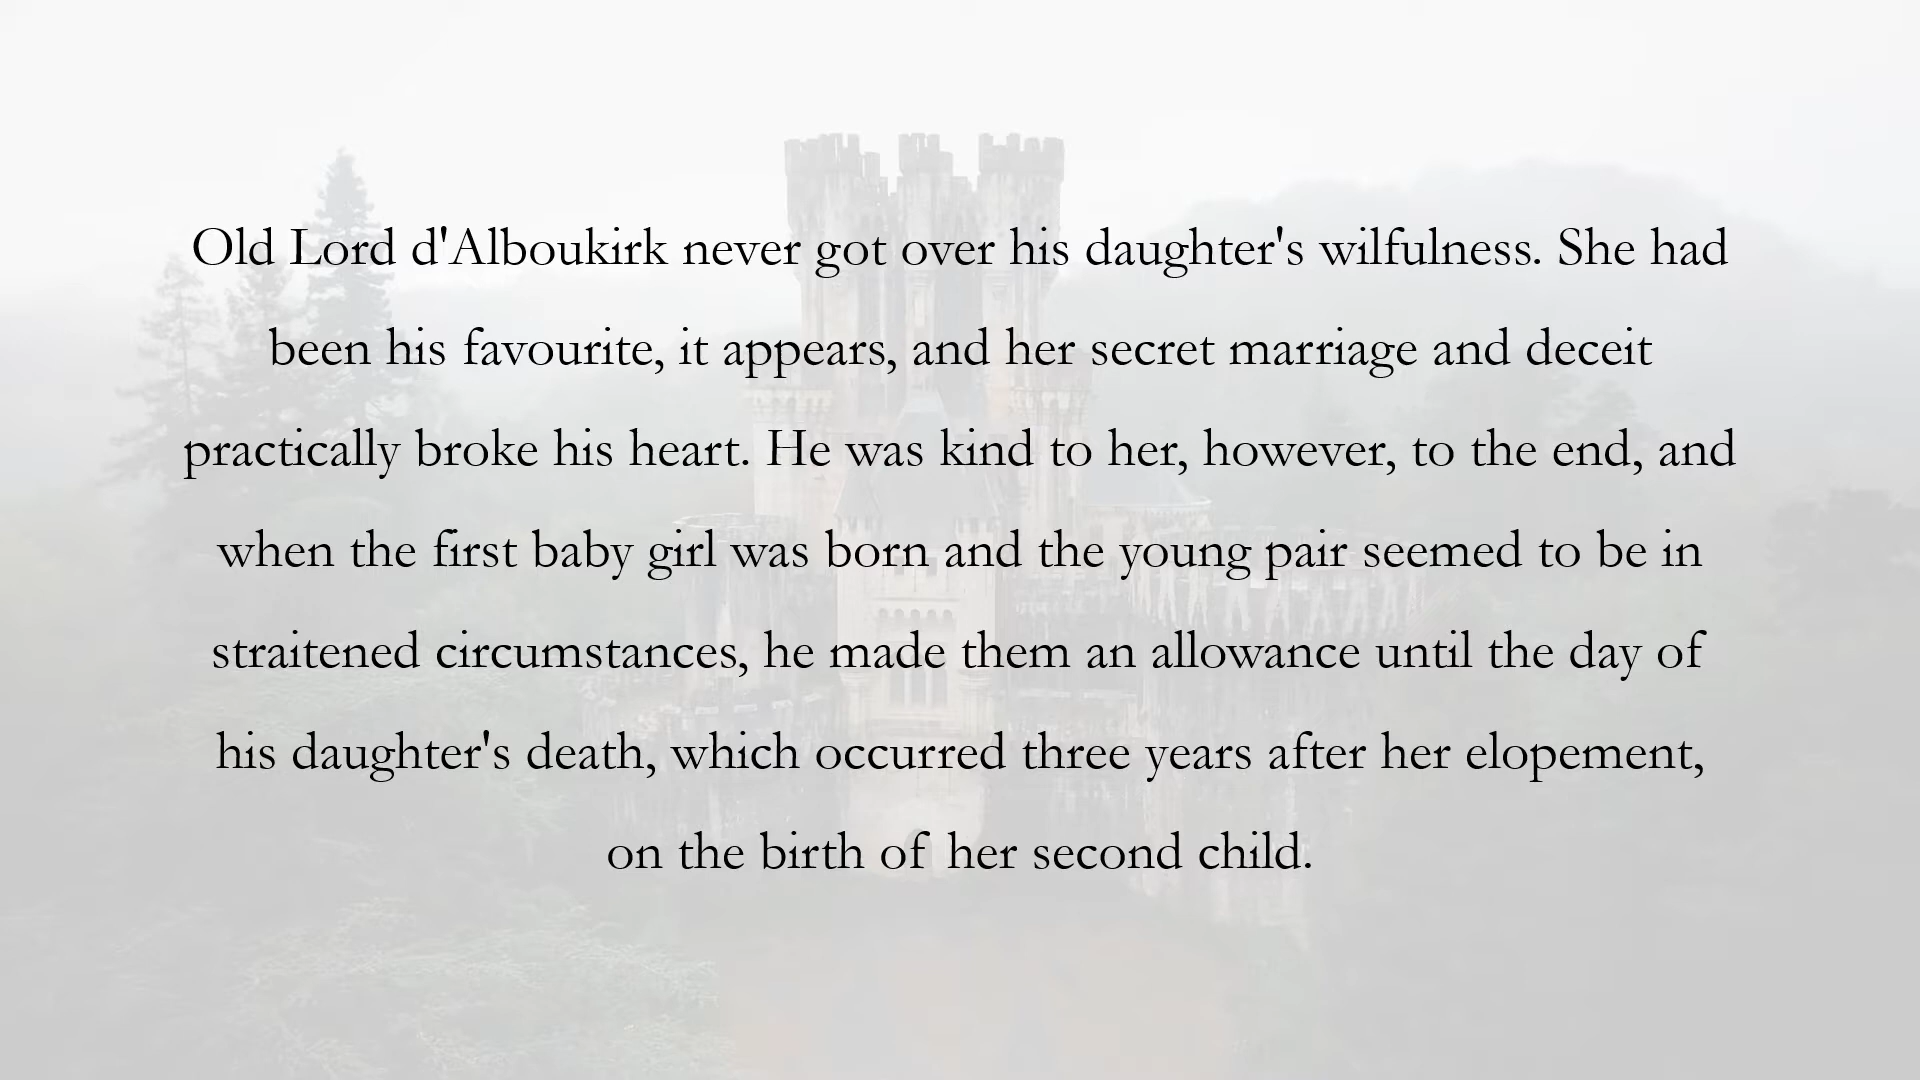 Old Lord d'Alboukirk never got over his daughter's wilfulness. She had
been his favourite, it appears, and her secret marriage and deceit
practically broke his heart. He was kind to her, however, to the end, and
when the first baby girl was born and the young pair seemed to be in
straitened circumstances, he made them an allowance until the day of
his daughter's death, which occurred three years after her elopement,
on the birth of her second child.